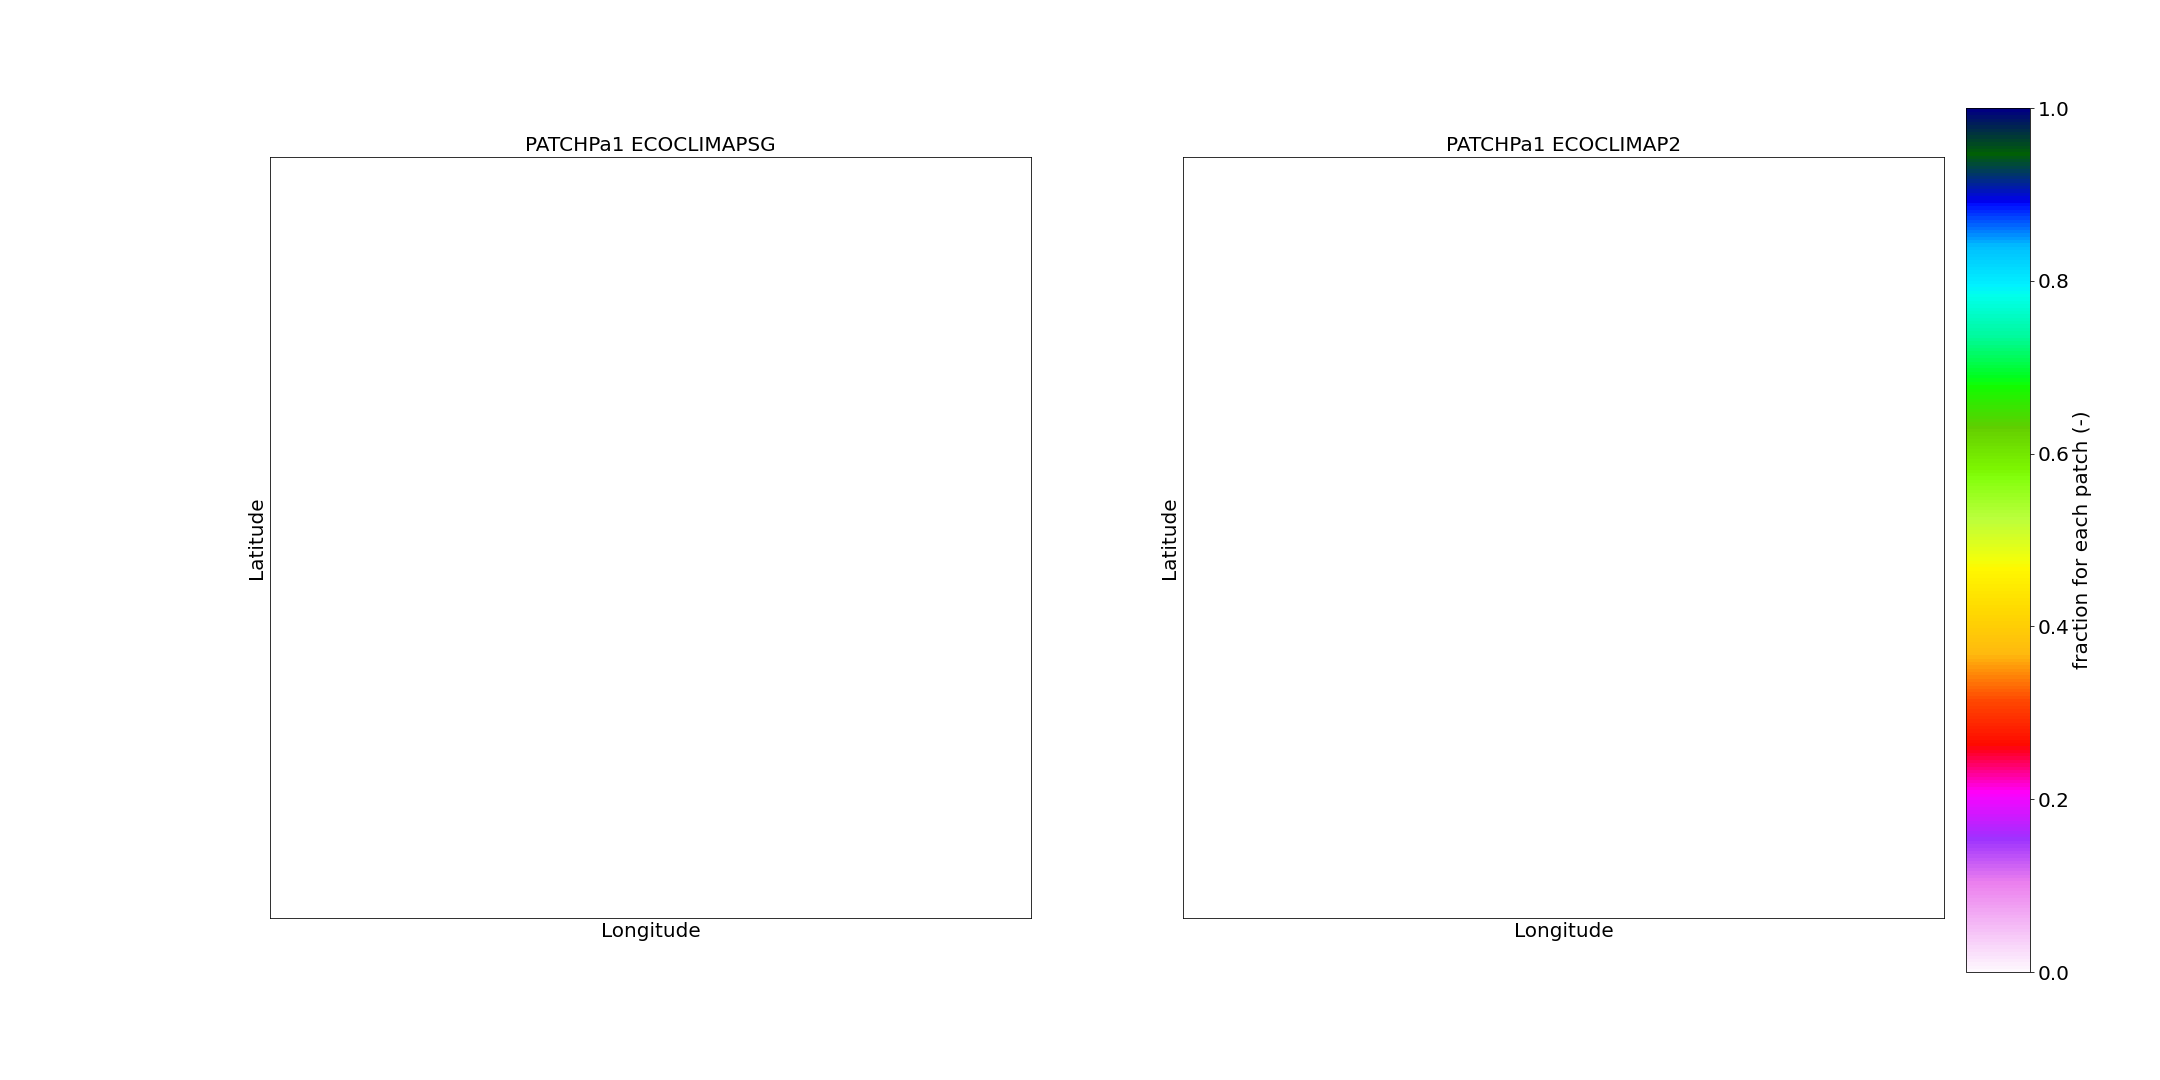 PATCHPa1 ECOCLIMAPSG
Latitude
Longitude
PATCHPa1 ECOCLIMAP2
Latitude
Longitude
1.0
0.8
0.6
0.4
0.2
0.0
fraction for each patch (-)